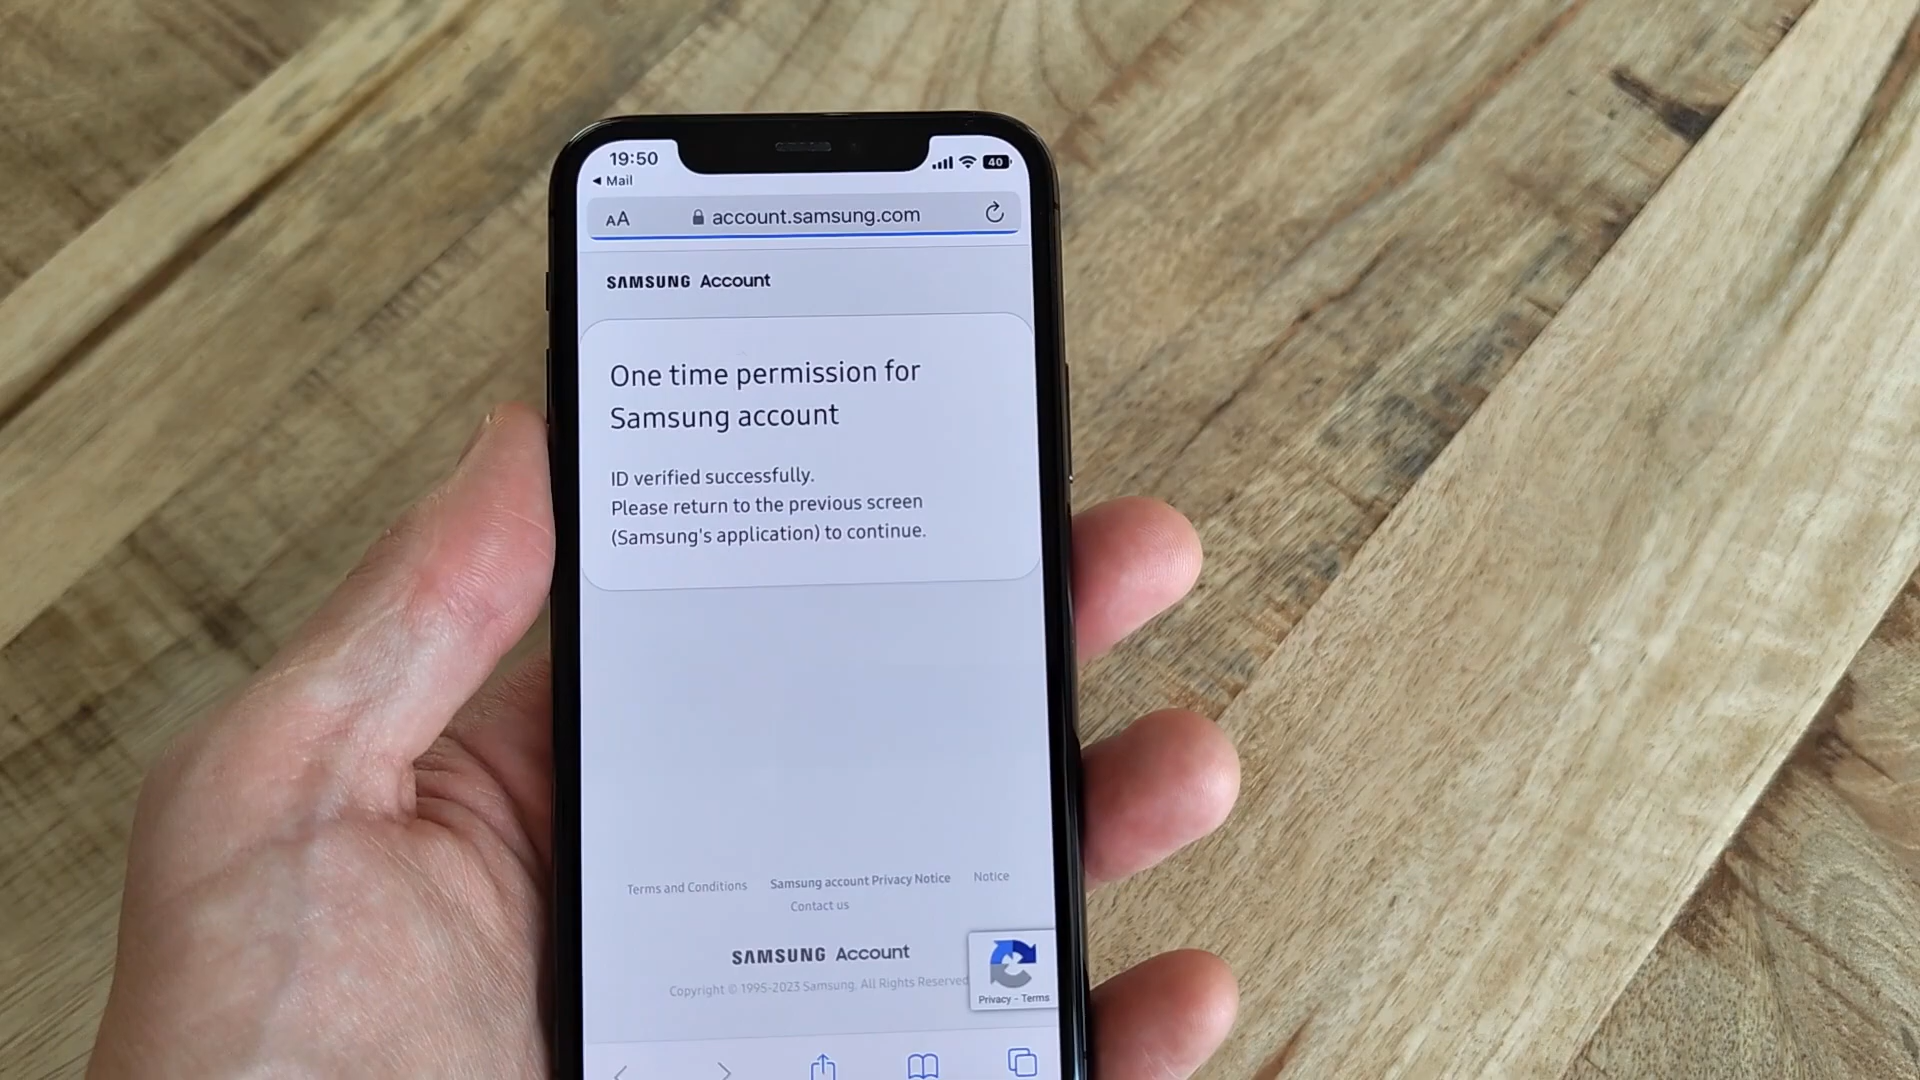 19:50
40
◀ Mail
AA
account.samsung.com
SAMSUNG Account
One time permission for
Samsung account
ID verified successfully.
Please return to the previous screen
(Samsung's application) to continue.
Terms and Conditions Samsung account Privacy Notice Notice
Contact us
SAMSUNG Account
Copyright © 1995-2023 Samsung. All Rights Reserved
Privacy - Terms